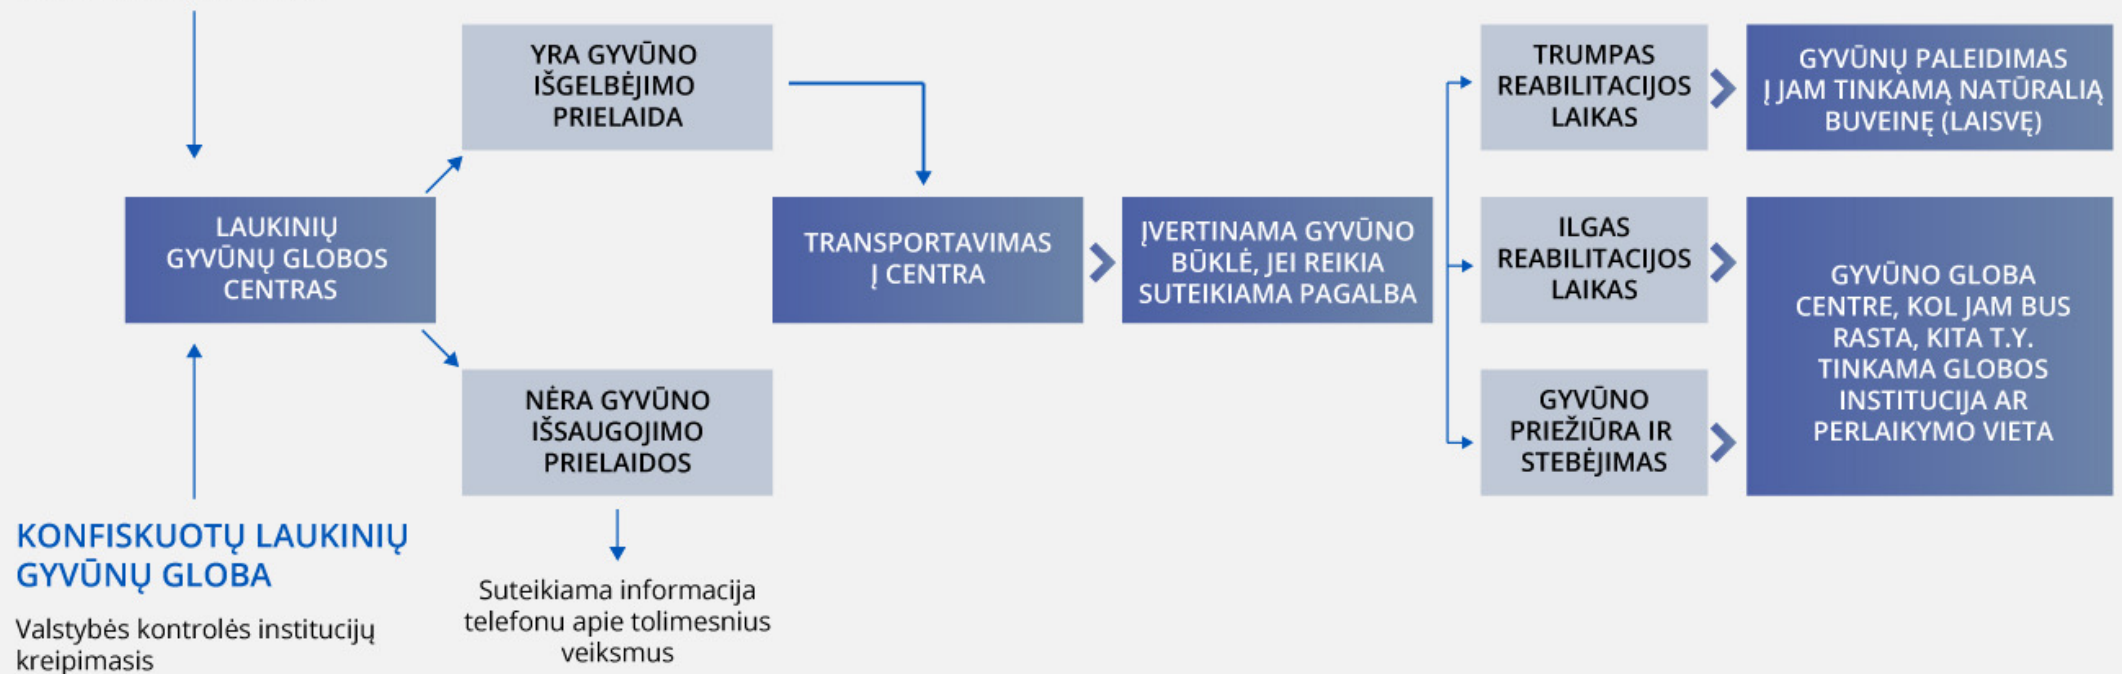 YRA GYVŪNO
IŠGELBĖJIMO
PRIELAIDA
TRUMPAS
REABILITACIJOS
LAIKAS
GYVŪNŲ PALEIDIMAS
Į JAM TINKAMĄ NATŪRALIĄ
BUVEINĘ (LAISVĘ)
LAUKINIŲ
GYVŪNŲ GLOBOS
CENTRAS
TRANSPORTAVIMAS
Į CENTRA
ĮVERTINAMA GYVŪNO
BŪKLĖ, JEI REIKIA
SUTEIKIAMA PAGALBA
ILGAS
REABILITACIJOS
LAIKAS
GYVŪNO GLOBA
CENTRE, KOL JAM BUS
RASTA, KITA T.Y.
TINKAMA GLOBOS
INSTITUCIJA AR
PERLAIKYMO VIETA
NĖRA GYVŪNO
IŠSAUGOJIMO
PRIELAIDOS
GYVŪNO
PRIEŽIŪRA IR
STEBĖJIMAS
KONFISKUOTŲ LAUKINIŲ
GYVŪNŲ GLOBA
Valstybės kontrolės institucijų
kreipimasis
Suteikiama informacija
telefonu apie tolimesnius
veiksmus